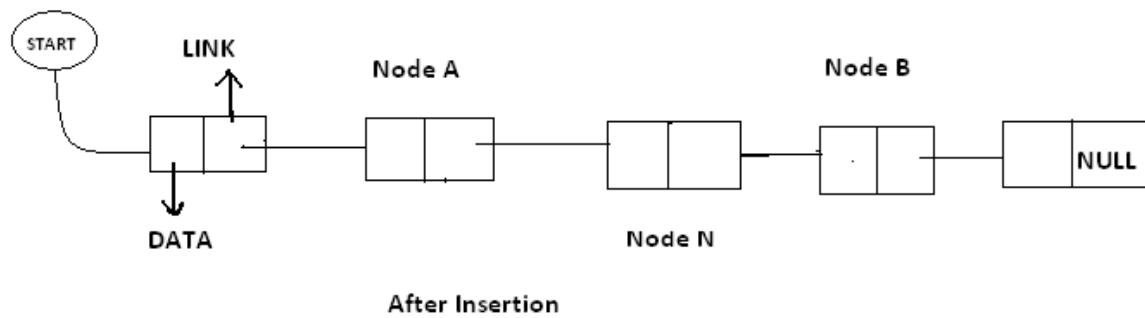 START
LINK
Node A
Node B
NULL
DATA
Node N
After Insertion